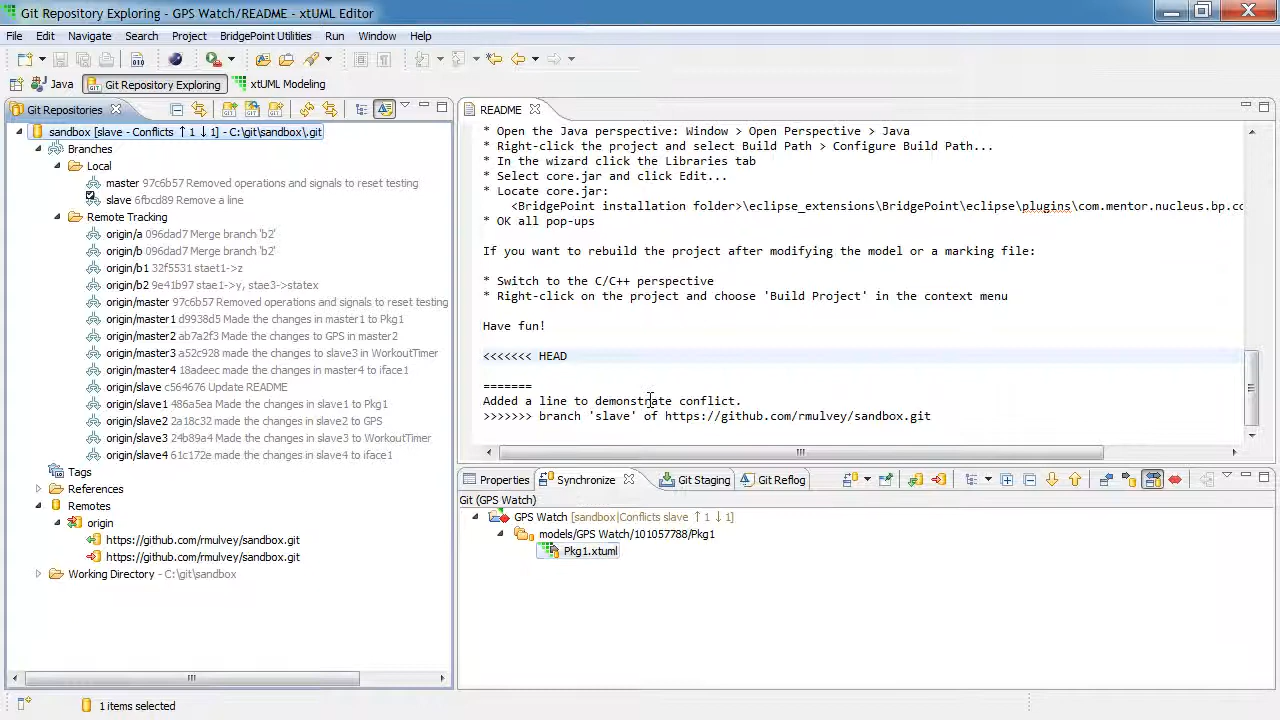 Git Repository Exploring - GPS Watch/README - xtUML Editor
File Edit Navigate Search Project BridgePoint Utilities Run Window Help
Java Git Repository Exploring xtUML Modeling
Git Repositories
sandbox [slave - Conflicts ↑ 1 ↓ 1] - C:\git\sandbox\.git
Branches
Local
master 97c6b57 Removed operations and signals to reset testing
slave 6fbcd89 Remove a line
Remote Tracking
origin/a 096dad7 Merge branch 'b2'
origin/b 096dad7 Merge branch 'b2'
origin/b1 32f5531 staet1->z
origin/b2 9e41b97 staet1->y, stae3->statex
origin/master 97c6b57 Removed operations and signals to reset testing
origin/master1 d9938d5 Made the changes in master1 to Pkg1
origin/master2 ab7a2f3 Made changes to GPS in master2
origin/master3 a52c928 made the changes to slave3 in WorkoutTimer
origin/master4 18adeec made the changes in master4 to iface1
origin/slave c564676 Update README
origin/slave1 486a5ea Made the changes in slave1 to Pkg1
origin/slave2 2a18c32 made the changes in slave2 to GPS
origin/slave3 24b89a4 Made the changes in slave3 to WorkoutTimer
origin/slave4 61c172e made the changes in slave4 to iface1
Tags
References
Remotes
origin
https://github.com/rmulvey/sandbox.git
https://github.com/rmulvey/sandbox.git
Working Directory - C:\git\sandbox
README
* Open the Java perspective: Window > Open Perspective > Java
* Right-click the project and select Build Path > Configure Build Path...
* In the wizard click the Libraries tab
* Select core.jar and click Edit...
* Locate core.jar:
<BridgePoint installation folder>\eclipse_extensions\BridgePoint\eclipse\plugins\com.mentor.nucleus.bp.cc
* OK all pop-ups
If you want to rebuild the project after modifying the model or a marking file:
* Switch to the C/C++ perspective
* Right-click on the project and choose 'Build Project' in the context menu
Have fun!
<<<<<<< HEAD
=======
Added a line to demonstrate conflict.
>>>>>>> branch 'slave' of https://github.com/rmulvey/sandbox.git
Properties Synchronize Git Staging Git Reflog
Git (GPS Watch)
GPS Watch [sandbox|Conflicts slave ↑ 1 ↓ 1]
models/GPS Watch/101057788/Pkg1
Pkg1.xtuml
1 items selected